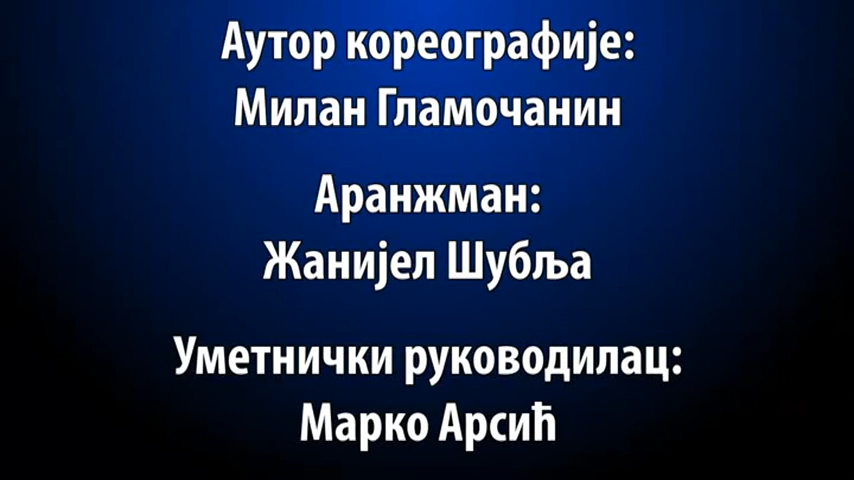 Аутор кореографије:
Милан Гламочанин
Аранжман:
Жанијел Шубља
Уметнички руководилац:
Марко Арсић